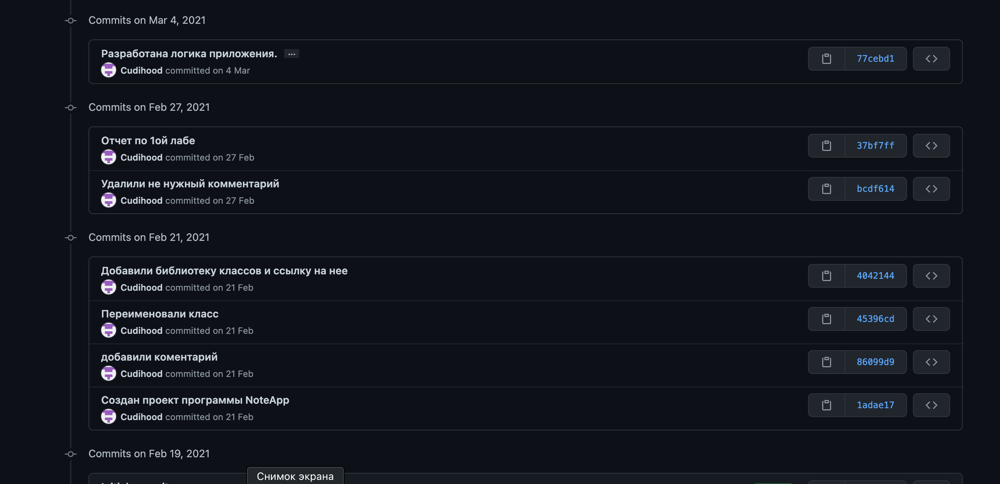 Commits on Mar 4, 2021
Разработана логика приложения. …
77cebd1
Cudihood committed on 4 Mar
Commits on Feb 27, 2021
Отчет по 1ой лабе
37bf7ff
Cudihood committed on 27 Feb
Удалили не нужный комментарий
bcdf614
Cudihood committed on 27 Feb
Commits on Feb 21, 2021
Добавили библиотеку классов и ссылку на нее
4042144
Cudihood committed on 21 Feb
Переименовали класс
45396cd
Cudihood committed on 21 Feb
добавили коментарий
86099d9
Cudihood committed on 21 Feb
Создан проект программы NoteApp
1adae17
Cudihood committed on 21 Feb
Commits on Feb 19, 2021
Снимок экрана